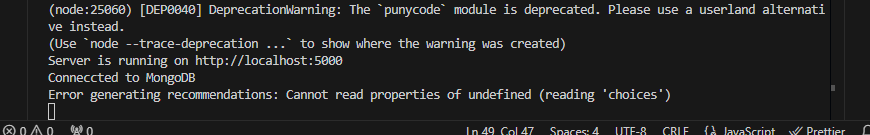 (node:25060) [DEP0040] DeprecationWarning: The `punycode` module is deprecated. Please use a userland alternati
ve instead.
(Use `node --trace-deprecation ...` to show where the warning was created)
Server is running on http://localhost:5000
Conneccted to MongoDB
Error generating recommendations: Cannot read properties of undefined (reading 'choices')
0 0 0 Ln 49, Col 47 Spaces: 4 UTF-8 CRLF {} JavaScript Prettier